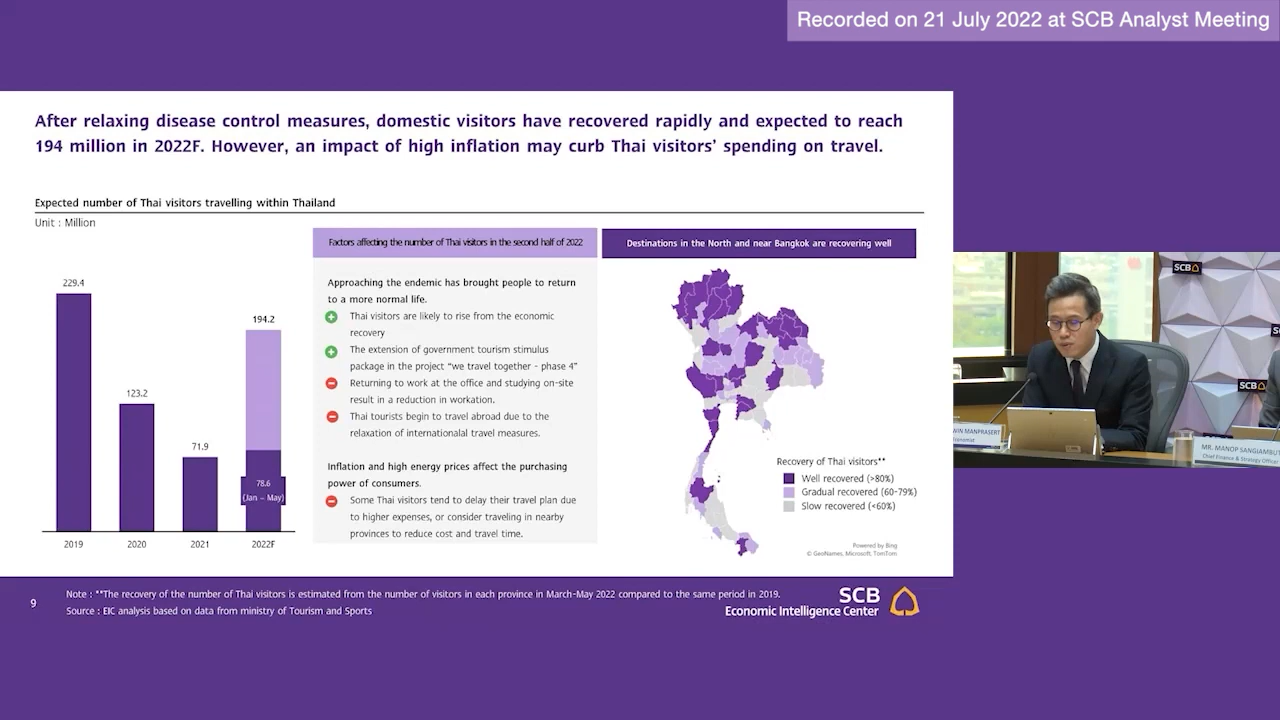 Recorded on 21 July 2022 at SCB Analyst Meeting
After relaxing disease control measures, domestic visitors have recovered rapidly and expected to reach
194 million in 2022F. However, an impact of high inflation may curb Thai visitors’ spending on travel.
Expected number of Thai visitors travelling within Thailand
Unit : Million
229.4
123.2
71.9
194.2
78.6
(Jan – May)
2019
2020
2021
2022F
Factors affecting the number of Thai visitors in the second half of 2022
Approaching the endemic has brought people to return
to a more normal life.
Thai visitors are likely to rise from the economic
recovery
The extension of government tourism stimulus
package in the project “we travel together - phase 4”
Returning to work at the office and studying on-site
result in a reduction in workation.
Thai tourists begin to travel abroad due to the
relaxation of internationalal travel measures.
Inflation and high energy prices affect the purchasing
power of consumers.
Some Thai visitors tend to delay their travel plan due
to higher expenses, or consider traveling in nearby
provinces to reduce cost and travel time.
Destinations in the North and near Bangkok are recovering well
Recovery of Thai visitors**
Well recovered (>80%)
Gradual recovered (60-79%)
Slow recovered (<60%)
Powered by Bing
© GeoNames, Microsoft, TomTom
SCB
SCB
WIN MANPRASERT
MR. MANOP SANGIAMBUT
Chief Finance & Strategy Officer
9
Note : **The recovery of the number of Thai visitors is estimated from the number of visitors in each province in March-May 2022 compared to the same period in 2019.
Source : EIC analysis based on data from ministry of Tourism and Sports
SCB
Economic Intelligence Center